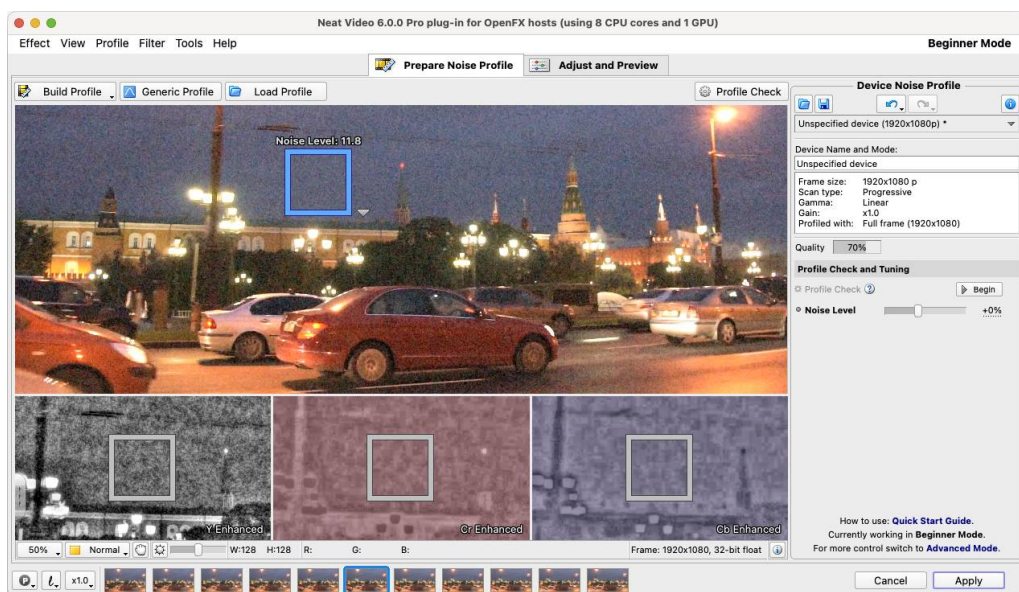 Neat Video 6.0.0 Pro plug-in for OpenFX hosts (using 8 CPU cores and 1 GPU)
Effect View Profile Filter Tools Help
Beginner Mode
Prepare Noise Profile
Adjust and Preview
Build Profile
Generic Profile
Load Profile
Profile Check
Noise Level: 11.8
Y Enhanced
Cr Enhanced
Cb Enhanced
50%
Normal
W:128 H:128 R: G: B:
Frame: 1920x1080, 32-bit float
Device Noise Profile
Unspecified device (1920x1080p) *
Device Name and Mode:
Unspecified device
Frame size: 1920x1080 p
Scan type: Progressive
Gamma: Linear
Gain: x1.0
Profiled with: Full frame (1920x1080)
Quality 70%
Profile Check and Tuning
Profile Check ? Begin
Noise Level +0%
How to use: Quick Start Guide.
Currently working in Beginner Mode.
For more control switch to Advanced Mode.
P ℓ x1.0
Cancel
Apply